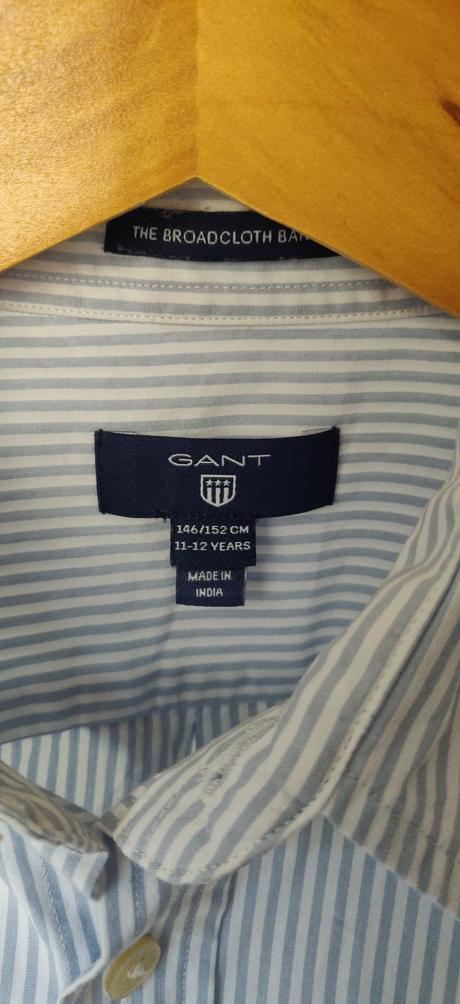 THE BROADCLOTH
GANT
146/152 CM
11-12 YEARS
MADE IN
INDIA